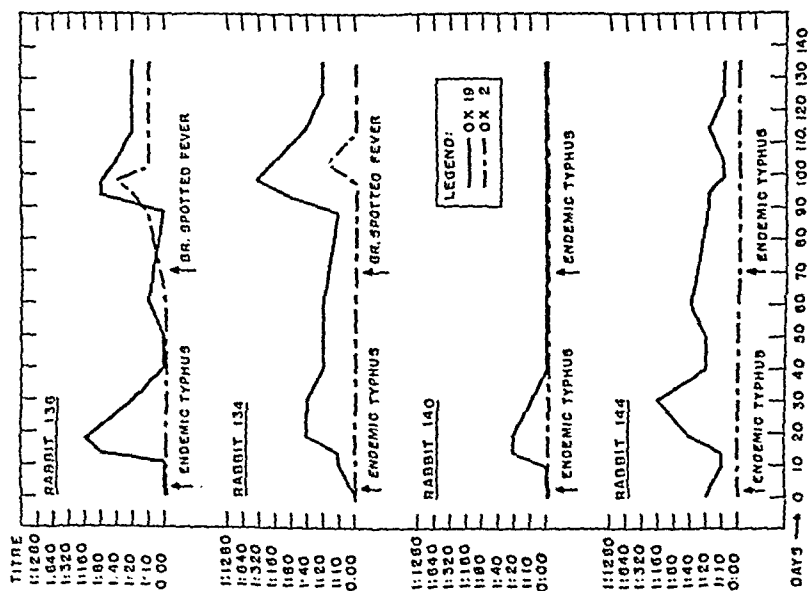 TITRE
1:1280
1:640
1:320
1:160
1:80
1:40
1:20
1:10
0:00
RABBIT 136
ENDEMIC TYPHUS
BR. SPOTTED FEVER
1:1280
1:640
1:320
1:160
1:80
1:40
1:20
1:10
0:00
RABBIT 134
ENDEMIC TYPHUS
BR. SPOTTED FEVER
1:1280
1:640
1:320
1:160
1:80
1:40
1:20
1:10
0:00
RABBIT 140
LEGEND:
OX 19
OX 2
ENDEMIC TYPHUS
ENDEMIC TYPHUS
1:1280
1:640
1:320
1:160
1:80
1:40
1:20
1:10
0:00
RABBIT 144
ENDEMIC TYPHUS
ENDEMIC TYPHUS
DAYS → 0 10 20 30 40 50 60 70 80 90 100 110 120 130 140